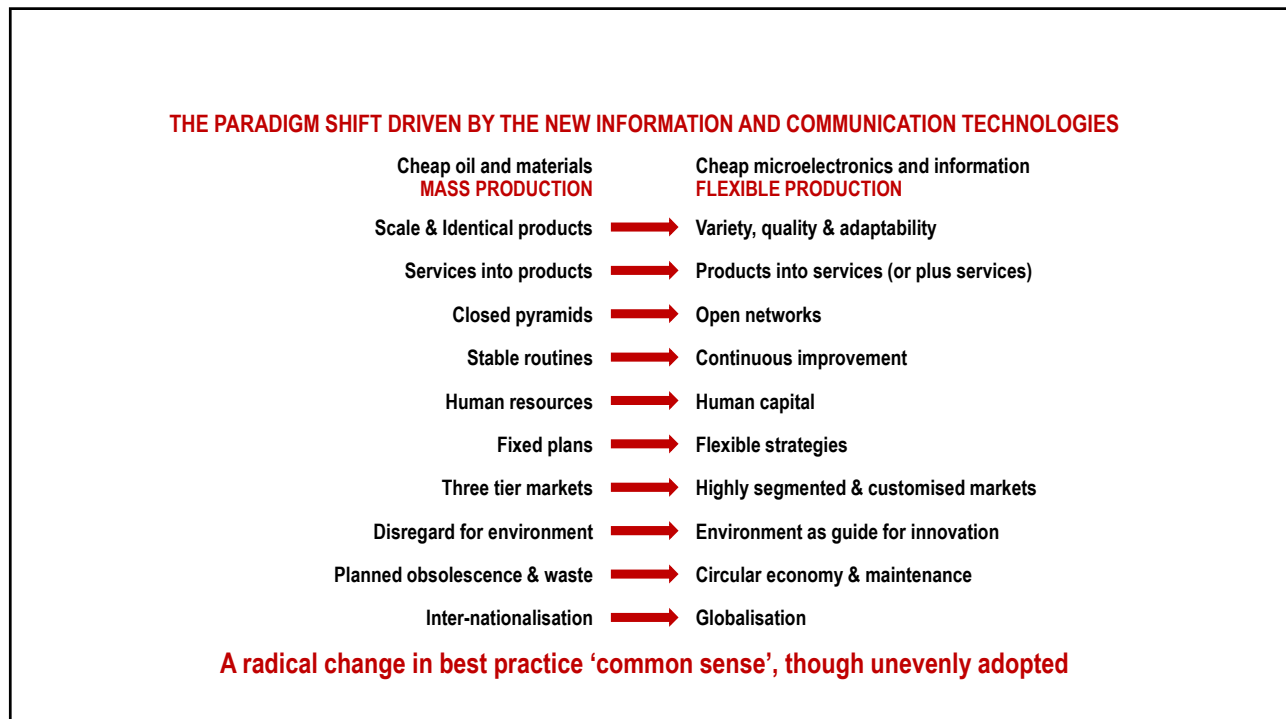 THE PARADIGM SHIFT DRIVEN BY THE NEW INFORMATION AND COMMUNICATION TECHNOLOGIES
Cheap oil and materials Cheap microelectronics and information
MASS PRODUCTION FLEXIBLE PRODUCTION
Scale & Identical products Variety, quality & adaptability
Services into products Products into services (or plus services)
Closed pyramids Open networks
Stable routines Continuous improvement
Human resources Human capital
Fixed plans Flexible strategies
Three tier markets Highly segmented & customised markets
Disregard for environment Environment as guide for innovation
Planned obsolescence & waste Circular economy & maintenance
Inter-nationalisation Globalisation
A radical change in best practice ‘common sense’, though unevenly adopted